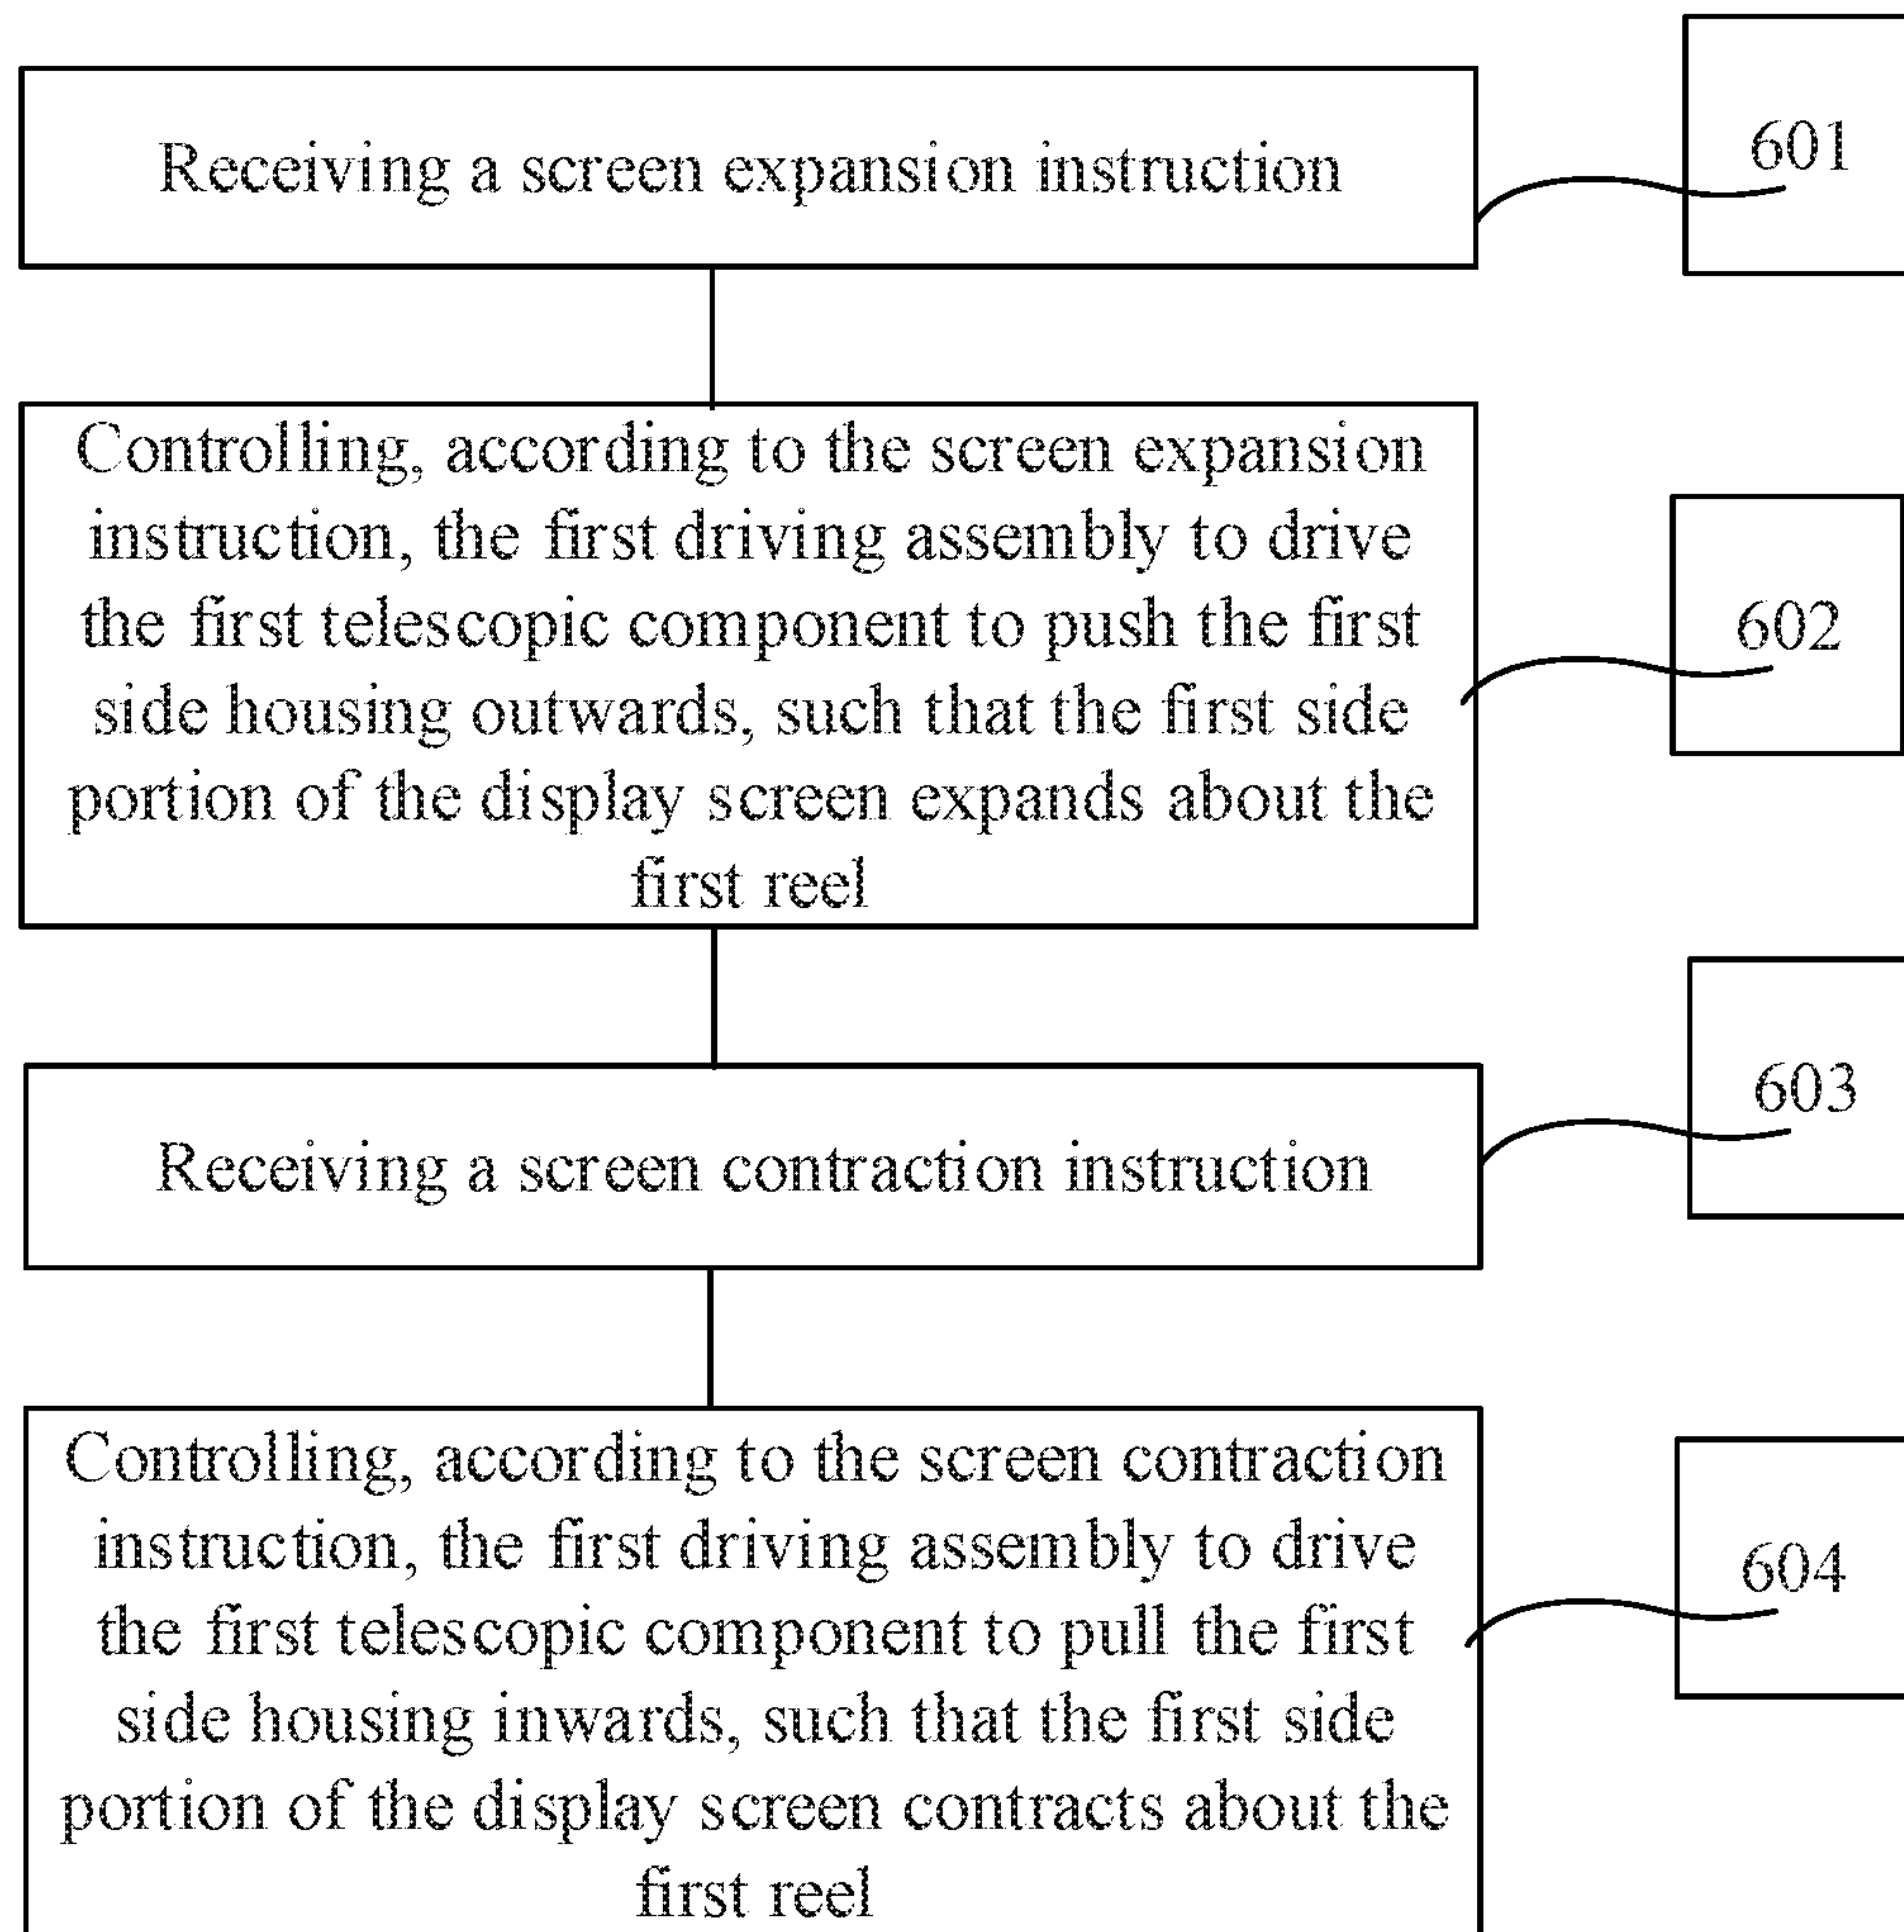 Receiving a screen expansion instruction
601
Controlling, according to the screen expansion
instruction, the first driving assembly to drive
the first telescopic component to push the first
side housing outwards, such that the first side
portion of the display screen expands about the
first reel
602
Receiving a screen contraction instruction
603
Controlling, according to the screen contraction
instruction, the first driving assembly to drive
the first telescopic component to pull the first
side housing inwards, such that the first side
portion of the display screen contracts about the
first reel
604